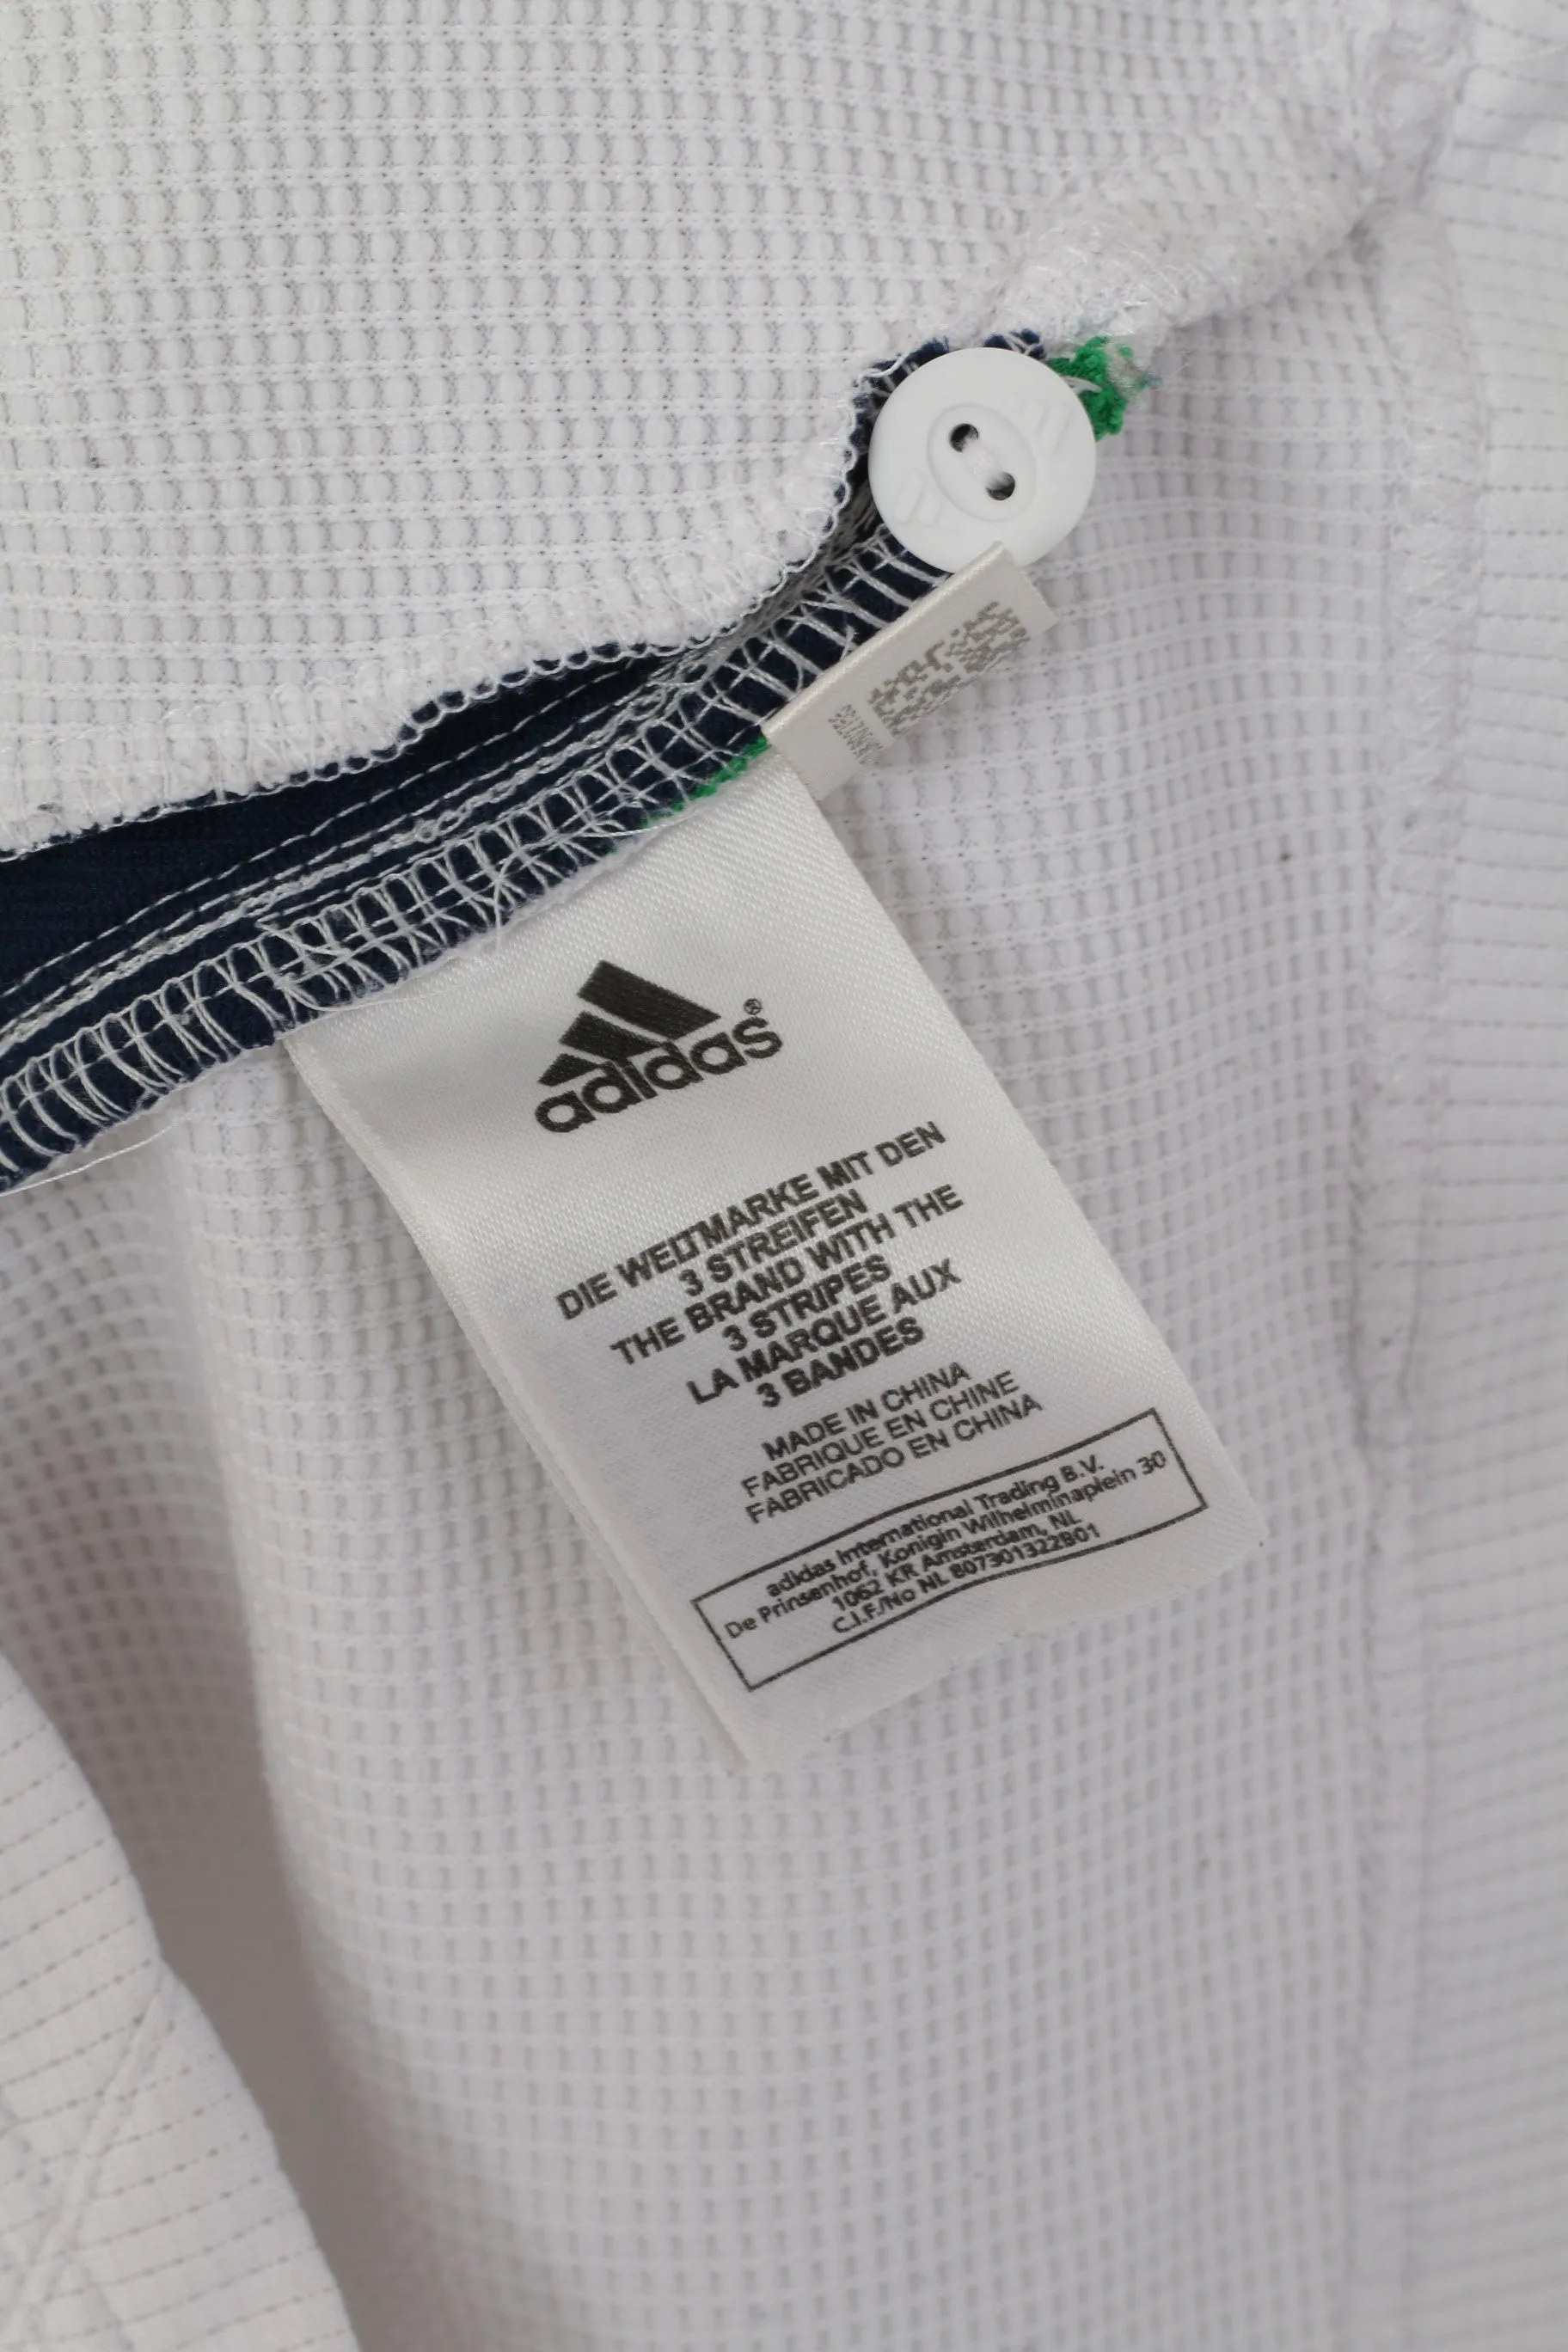 adidas®
DIE WELTMARKE MIT DEN
3 STREIFEN
THE BRAND WITH THE
3 STRIPES
LA MARQUE AUX
3 BANDES
MADE IN CHINA
FABRIQUE EN CHINE
FABRICADO EN CHINA
adidas International Trading B.V.
De Prinsenhof, Konigin Wilhelminaplein 30
1062 KR Amsterdam, NL
C.I.F./No NL 807301322B01